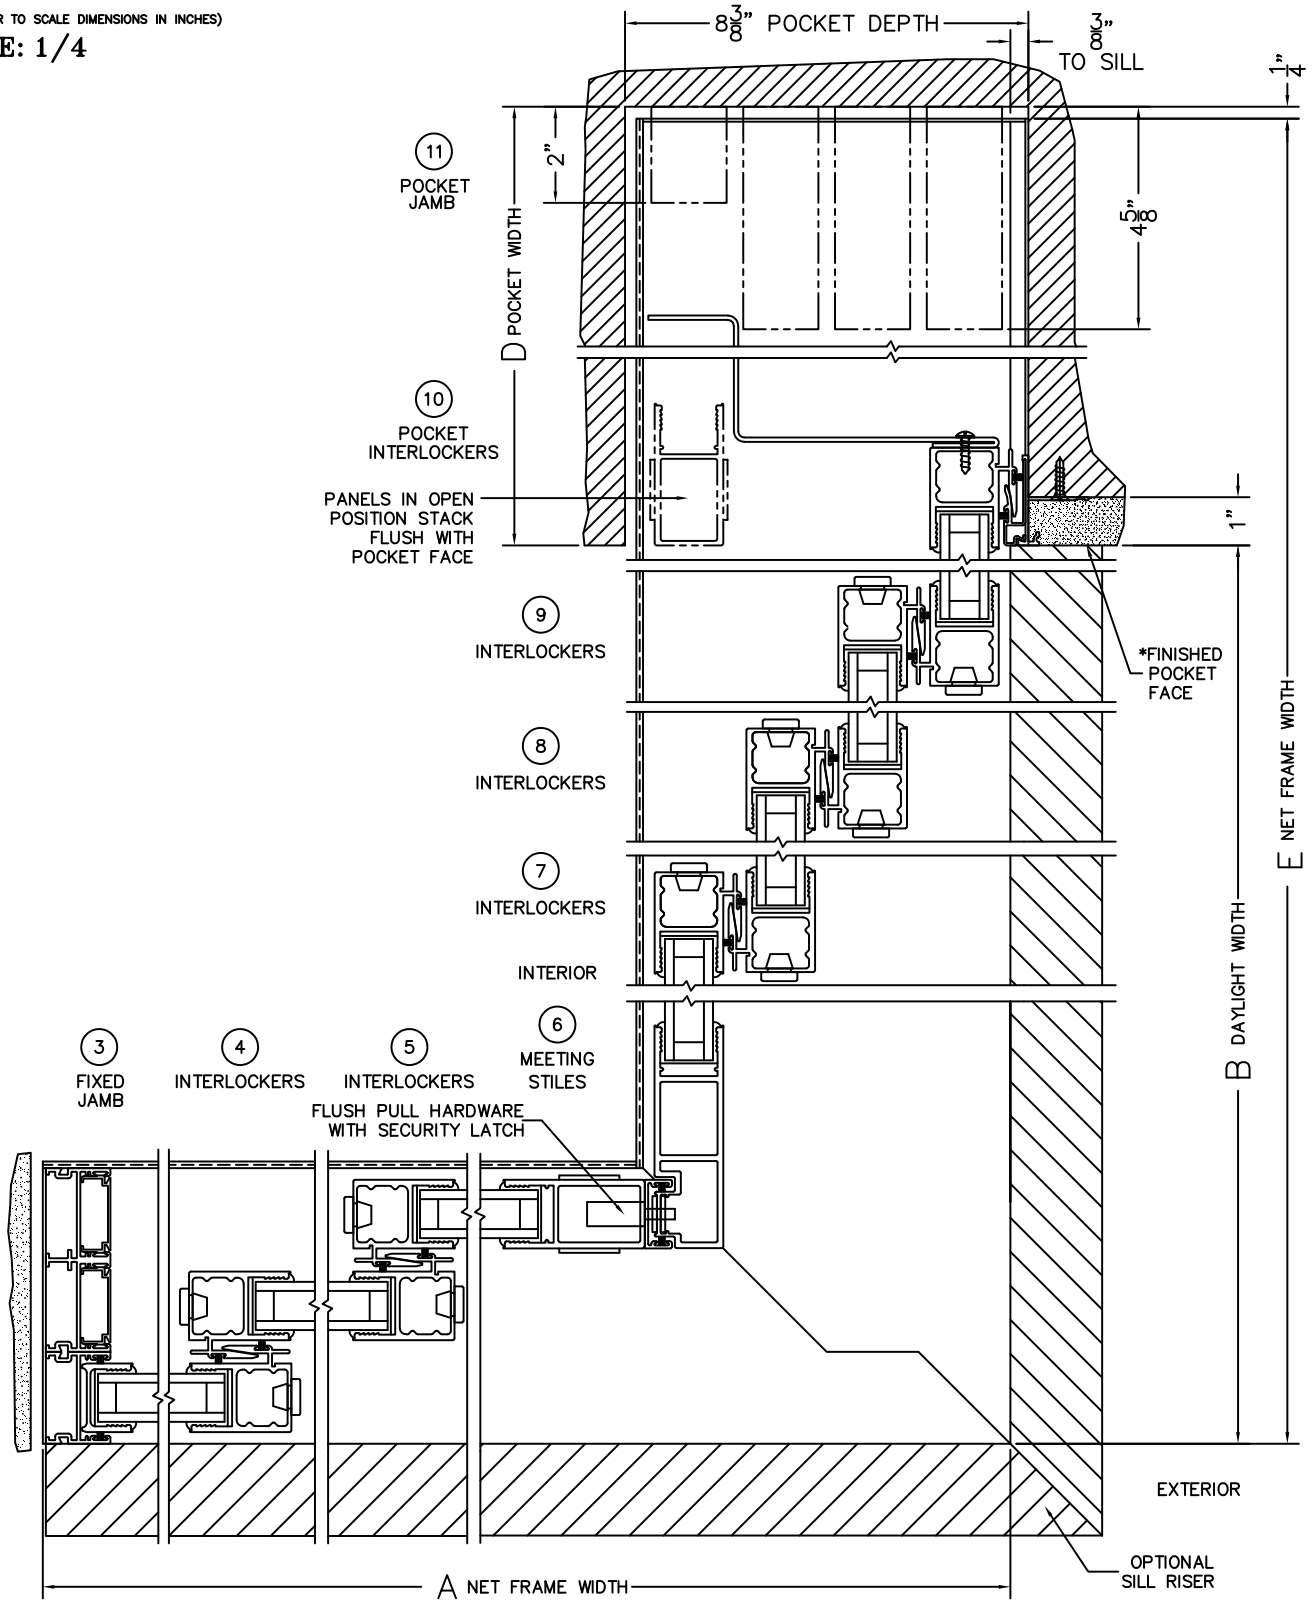 R TO SCALE DIMENSIONS IN INCHES)
E: 1/4
8 3/8" POCKET DEPTH
3/8"
TO SILL
1/4"
11
POCKET
JAMB
2"
4 5/8"
D POCKET WIDTH
10
POCKET
INTERLOCKERS
PANELS IN OPEN
POSITION STACK
FLUSH WITH
POCKET FACE
1"
9
INTERLOCKERS
*FINISHED
POCKET
FACE
8
INTERLOCKERS
E NET FRAME WIDTH
7
INTERLOCKERS
B DAYLIGHT WIDTH
INTERIOR
3
FIXED
JAMB
4
INTERLOCKERS
5
INTERLOCKERS
6
MEETING
STILES
FLUSH PULL HARDWARE
WITH SECURITY LATCH
EXTERIOR
OPTIONAL
SILL RISER
A NET FRAME WIDTH